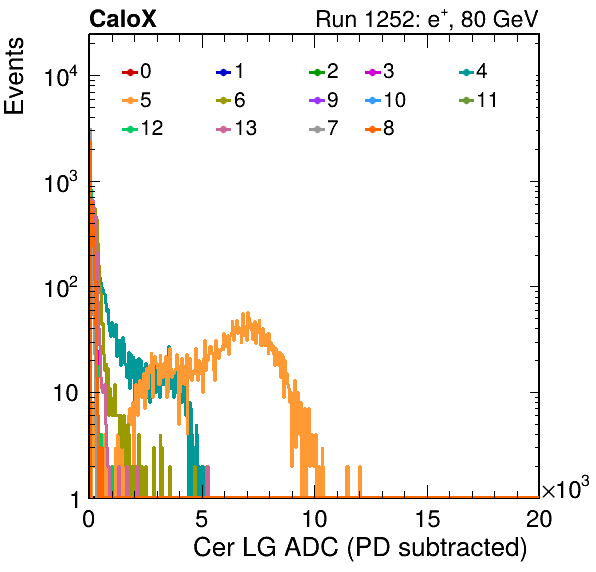 CaloX Run 1252: e⁺, 80 GeV
Events
10⁴
10³
10²
10
1
0 1 2 3 4
5 6 9 10 11
12 13 7 8
0 5 10 15 20
×10³
Cer LG ADC (PD subtracted)